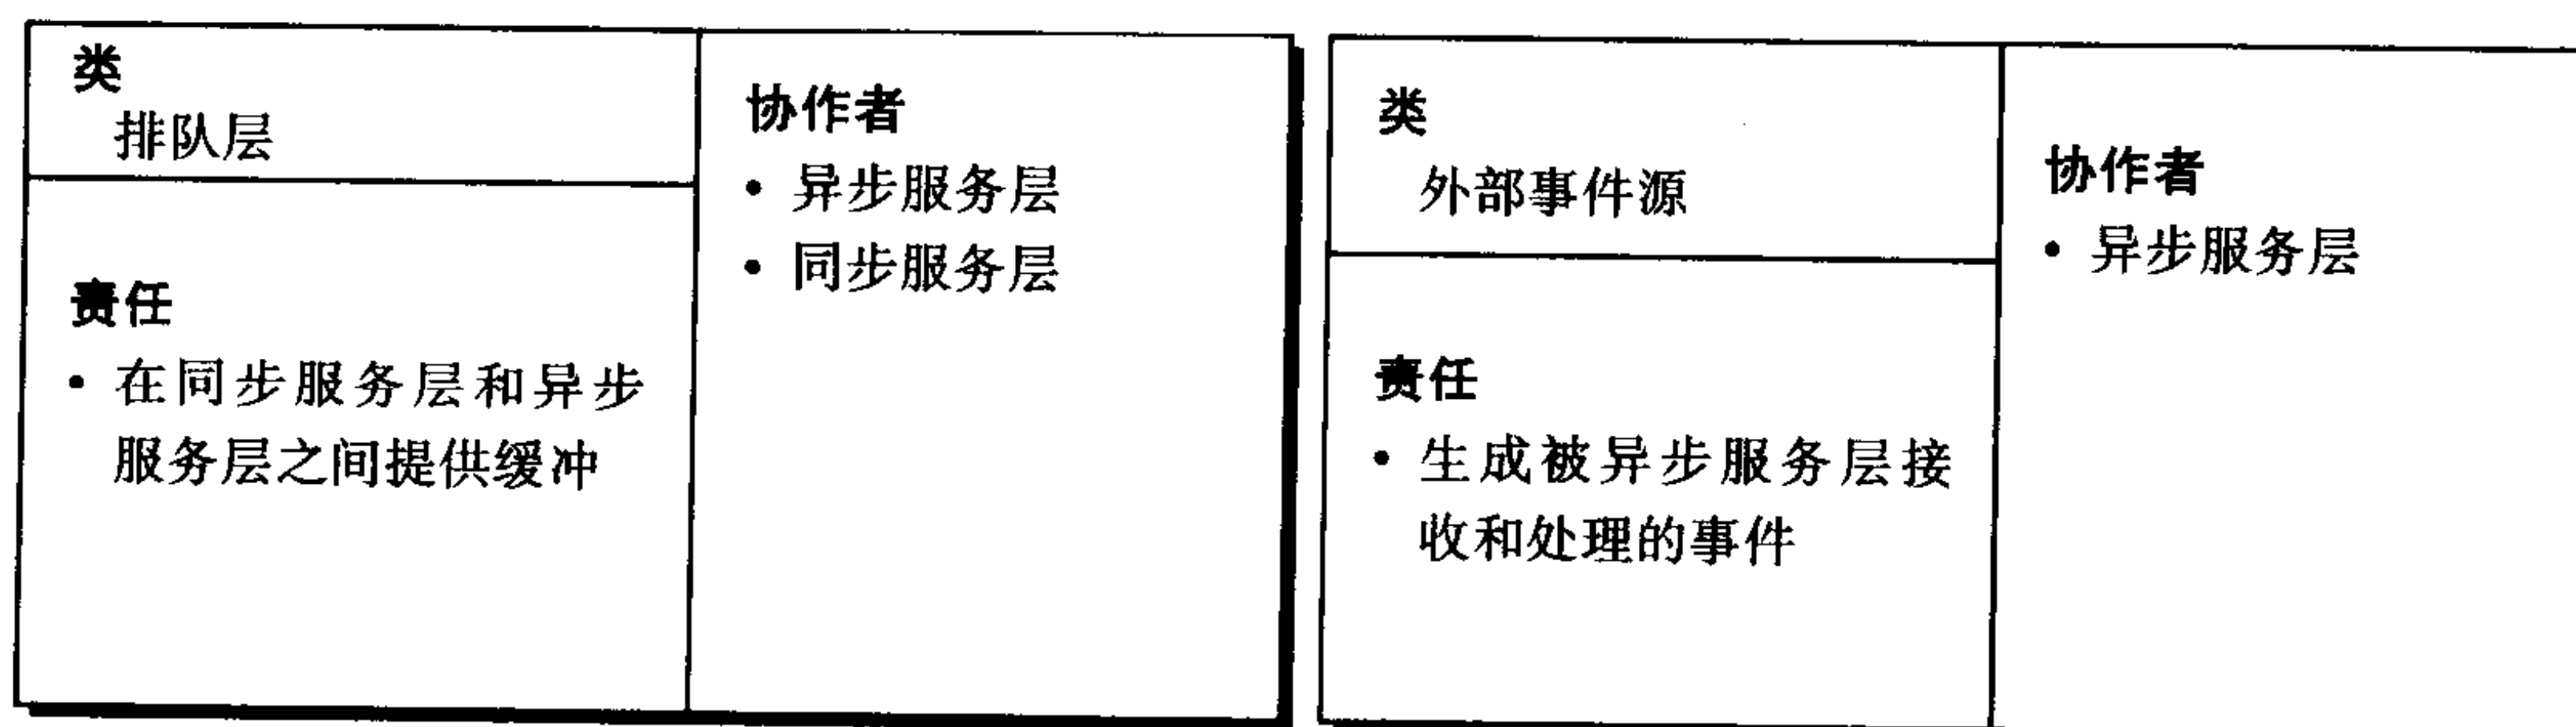 类
排队层
责任
• 在同步服务层和异步
服务层之间提供缓冲
协作者
• 异步服务层
• 同步服务层
类
外部事件源
责任
• 生成被异步服务层接
收和处理的事件
协作者
• 异步服务层